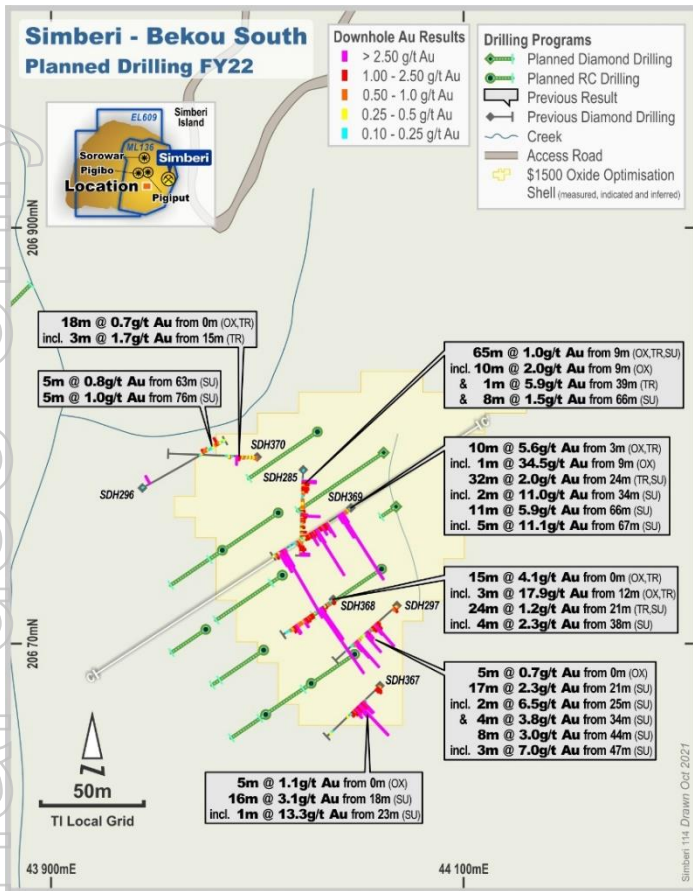 Simberi - Bekou South
Planned Drilling FY22
Downhole Au Results
> 2.50 g/t Au
1.00 - 2.50 g/t Au
0.50 - 1.0 g/t Au
0.25 - 0.5 g/t Au
0.10 - 0.25 g/t Au
Drilling Programs
Planned Diamond Drilling
Planned RC Drilling
Previous Result
Previous Diamond Drilling
Creek
Access Road
$1500 Oxide Optimisation
Shell (measured, indicated and inferred)
EL609
Simberi
Island
ML136
Sorowar
Simberi
Pigibo
Location
Pigiput
206 900mN
18m @ 0.7g/t Au from 0m (OX,TR)
incl. 3m @ 1.7g/t Au from 15m (TR)
5m @ 0.8g/t Au from 63m (SU)
5m @ 1.0g/t Au from 76m (SU)
65m @ 1.0g/t Au from 9m (OX,TR,SU)
incl. 10m @ 2.0g/t Au from 9m (OX)
& 1m @ 5.9g/t Au from 39m (TR)
& 8m @ 1.5g/t Au from 66m (SU)
C
SDH370
SDH285
SDH296
SDH369
10m @ 5.6g/t Au from 3m (OX,TR)
incl. 1m @ 34.5g/t Au from 9m (OX)
32m @ 2.0g/t Au from 24m (TR,SU)
incl. 2m @ 11.0g/t Au from 34m (SU)
11m @ 5.9g/t Au from 66m (SU)
incl. 5m @ 11.1g/t Au from 67m (SU)
15m @ 4.1g/t Au from 0m (OX,TR)
incl. 3m @ 17.9g/t Au from 12m (OX,TR)
24m @ 1.2g/t Au from 21m (TR,SU)
incl. 4m @ 2.3g/t Au from 38m (SU)
SDH368
SDH297
206 70
SDH367
5m @ 0.7g/t Au from 0m (OX)
17m @ 2.3g/t Au from 21m (SU)
incl. 2m @ 6.5g/t Au from 25m (SU)
& 4m @ 3.8g/t Au from 34m (SU)
8m @ 3.0g/t Au from 44m (SU)
incl. 3m @ 7.0g/t Au from 47m (SU)
5m @ 1.1g/t Au from 0m (OX)
16m @ 3.1g/t Au from 18m (SU)
incl. 1m @ 13.3g/t Au from 23m (SU)
N
50m
TI Local Grid
43 900mE
44 100mE
Simberi 114 Drawn Oct 2021